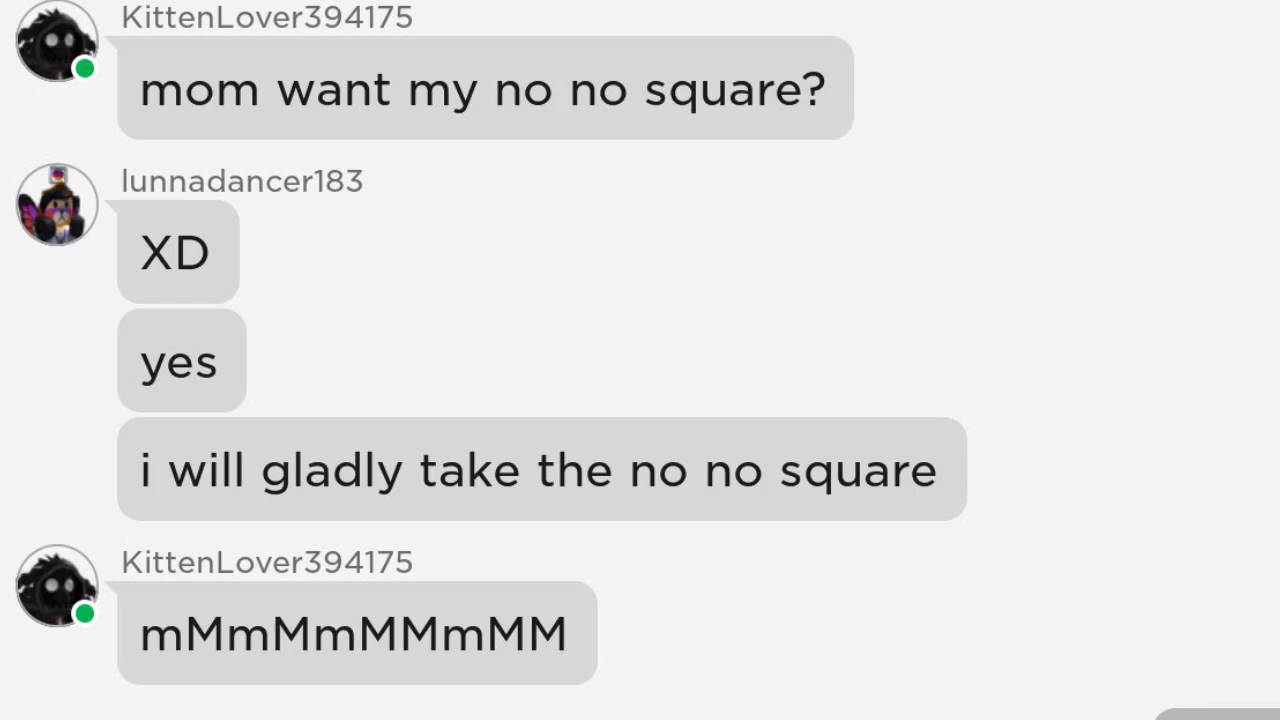 KittenLover394175
mom want my no no square?
lunnadancer183
XD
yes
i will gladly take the no no square
KittenLover394175
mMmMmMMmMM